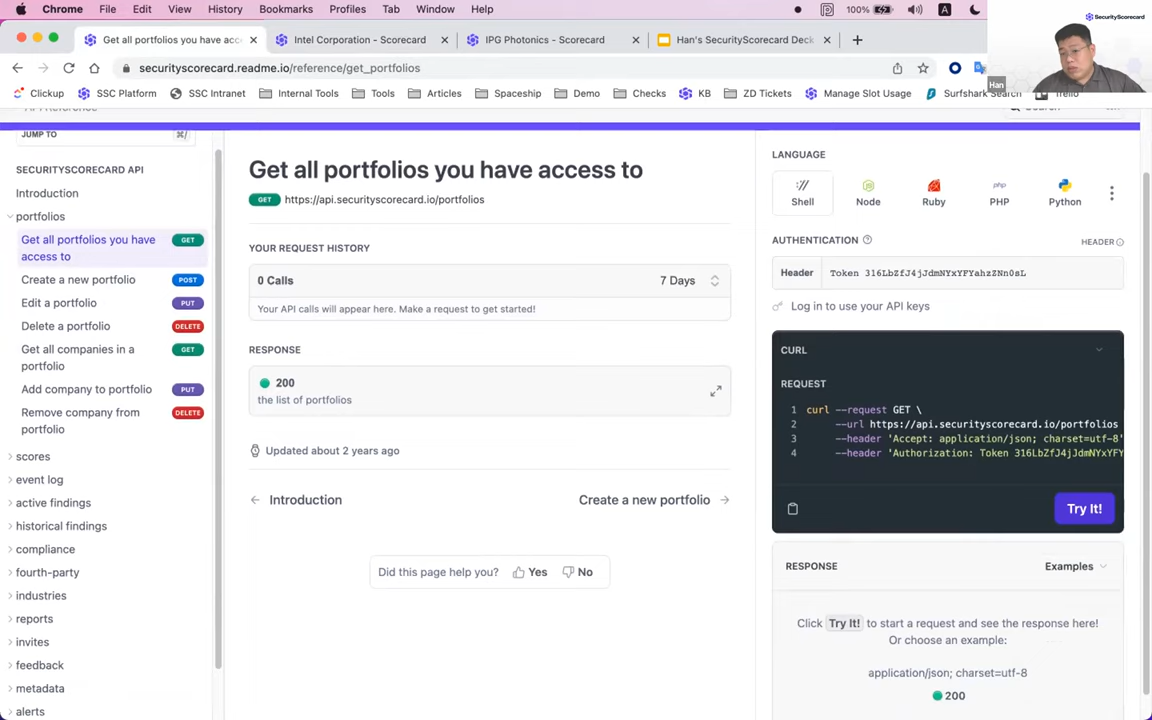 Chrome File Edit View History Bookmarks Profiles Tab Window Help 100% A
SecurityScorecard
Get all portfolios you have acce
Intel Corporation - Scorecard
IPG Photonics - Scorecard
Han's SecurityScorecard Deck
securityscorecard.readme.io/reference/get_portfolios
Han
Clickup SSC Platform SSC Intranet Internal Tools Tools Articles Spaceship Demo Checks KB ZD Tickets Manage Slot Usage Surfshark Search Trello
API Reference
Search
JUMP TO
⌘/
SECURITYSCORECARD API
Introduction
portfolios
Get all portfolios you have access to GET
Create a new portfolio POST
Edit a portfolio PUT
Delete a portfolio DELETE
Get all companies in a portfolio GET
Add company to portfolio PUT
Remove company from portfolio DELETE
scores
event log
active findings
historical findings
compliance
fourth-party
industries
reports
invites
feedback
metadata
alerts
Get all portfolios you have access to
GET https://api.securityscorecard.io/portfolios
YOUR REQUEST HISTORY
0 Calls 7 Days
Your API calls will appear here. Make a request to get started!
RESPONSE
200
the list of portfolios
Updated about 2 years ago
Introduction
Create a new portfolio
Did this page help you? Yes No
LANGUAGE
Shell Node Ruby php PHP Python
AUTHENTICATION HEADER
Header Token 316LbZfJ4jJdmNYxYFYahzZNn0sL
Log in to use your API keys
CURL
REQUEST
1 curl --request GET \
2 --url https://api.securityscorecard.io/portfolios
3 --header 'Accept: application/json; charset=utf-8'
4 --header 'Authorization: Token 316LbZfJ4jJdmNYxYFY
Try It!
RESPONSE Examples
Click Try It! to start a request and see the response here!
Or choose an example:
application/json; charset=utf-8
200